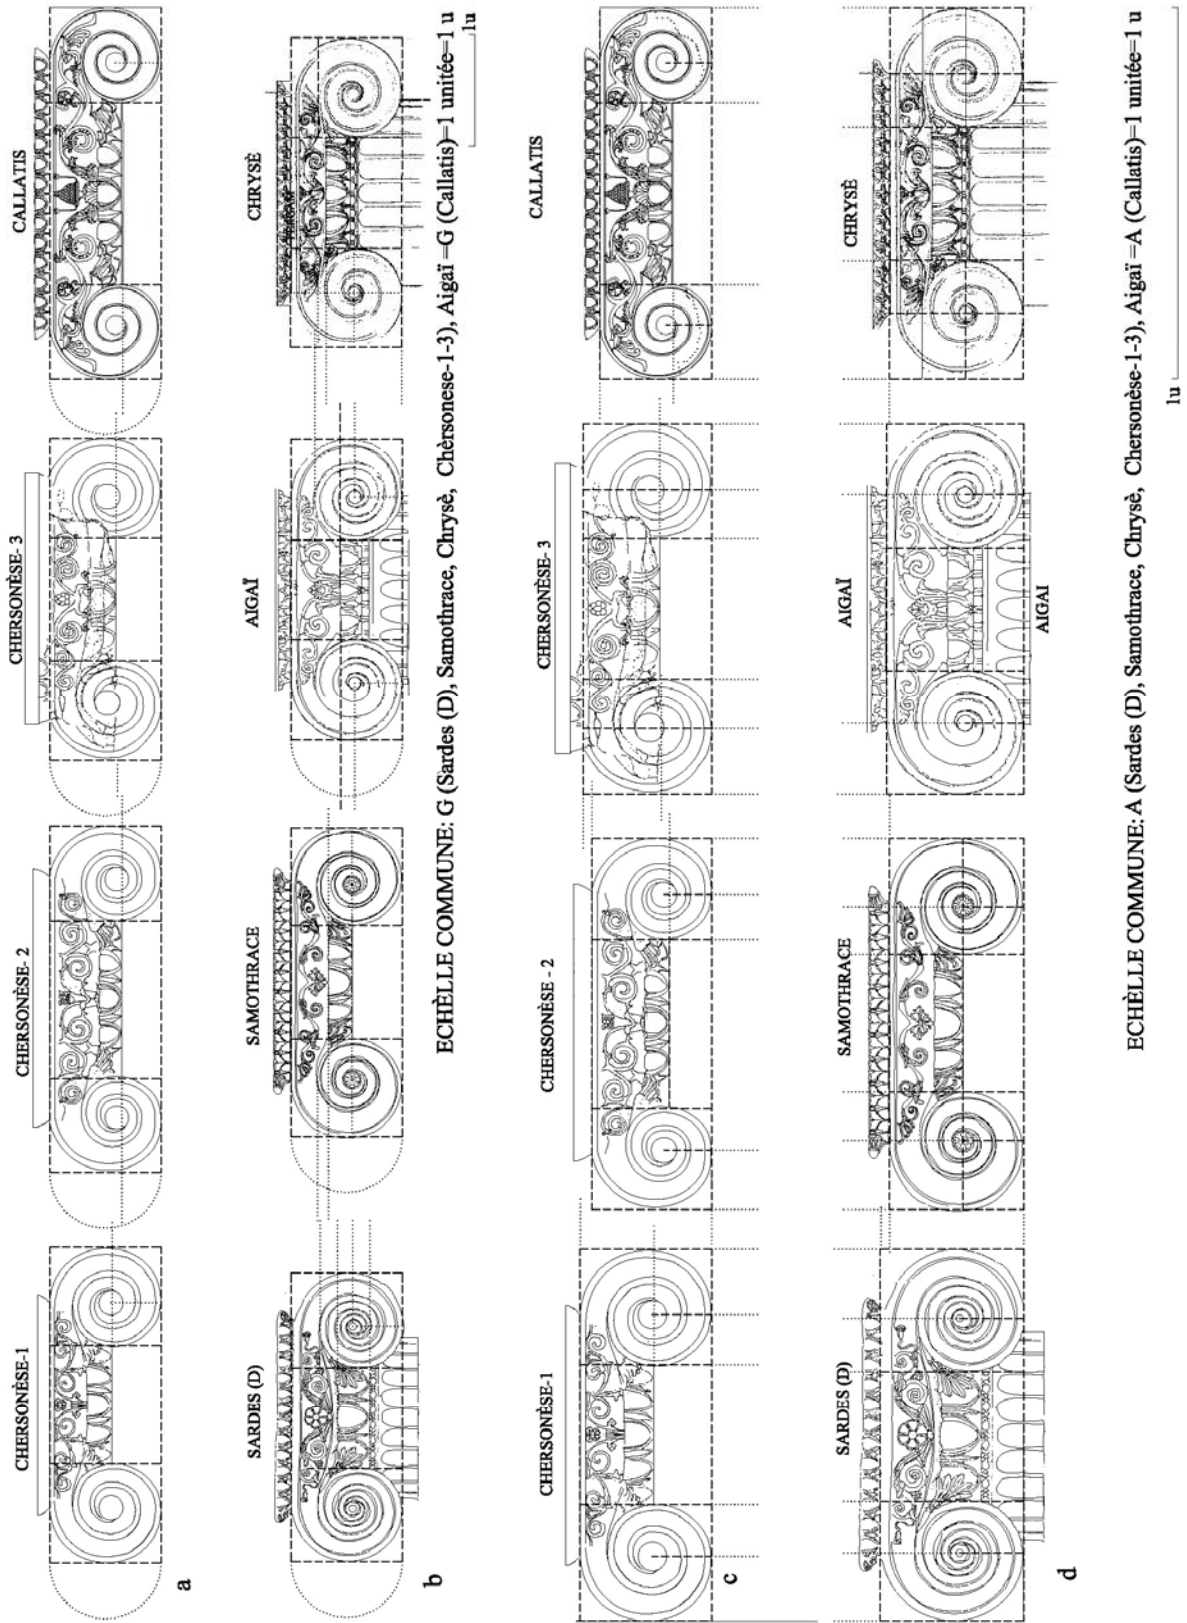 CHERSONÈSE-1
CHERSONÈSE- 2
CHERSONÈSE- 3
CALLATIS
a
SARDES (D)
SAMOTHRACE
AIGAÏ
CHRYSÈ
b
1u
ECHÈLLE COMMUNE: G (Sardes (D), Samothrace, Chrysè, Chèrsonese-1-3), Aigaï =G (Callatis)=1 unitée=1 u
CHERSONÈSE-1
CHERSONÈSE - 2
CHERSONÈSE- 3
CALLATIS
c
SARDES (D)
SAMOTHRACE
AIGAÏ
CHRYSÈ
AIGAI
d
1u
ECHÈLLE COMMUNE: A (Sardes (D), Samothrace, Chrysè, Chersonèse-1-3), Aigaï =A (Callatis)=1 unitée=1 u